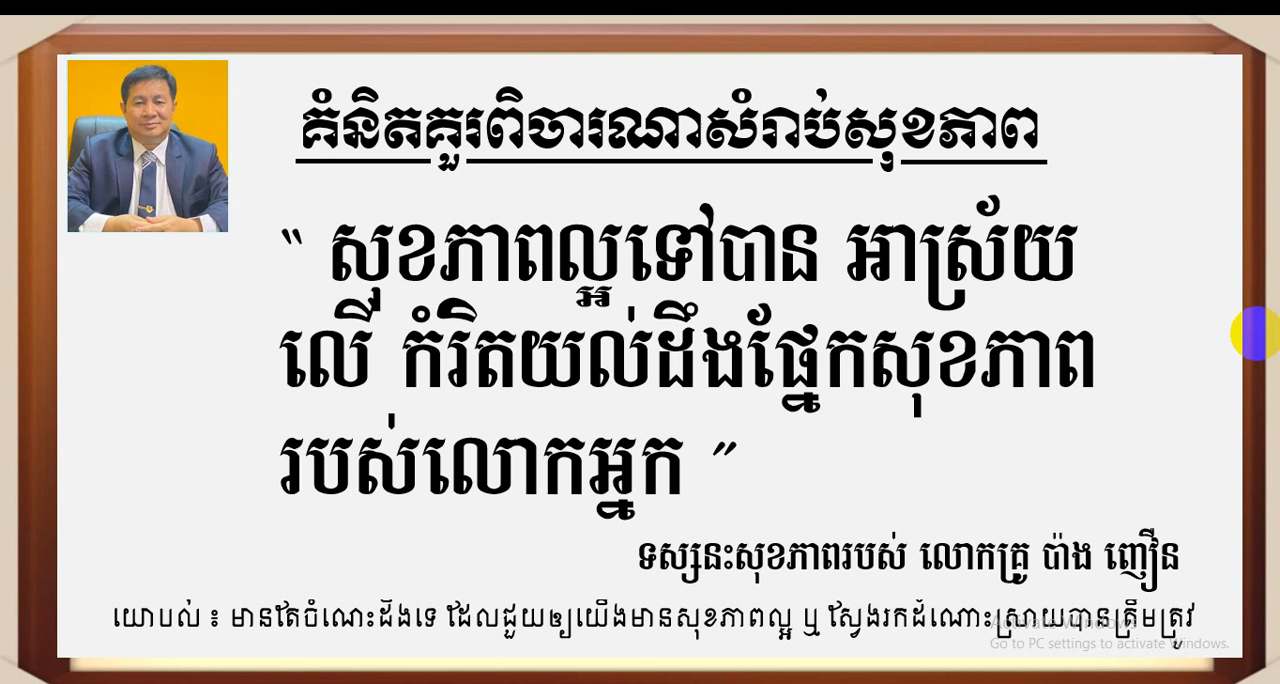 គំនិតគួរពិចារណាសំរាប់សុខភាព
“ សុខភាពល្អទៅបាន អាស្រ័យ
លើ កំរិតយល់ដឹងផ្នែកសុខភាព
របស់លោកអ្នក ”
ទស្សនះសុខភាពរបស់ លោកគ្រូ ប៉ាង ញឿន
យោបល់ ៖ មានតែចំណេះដឹងទេ ដែលជួយឲ្យយើងមានសុខភាពល្អ ឬ ស្វែងរកដំណោះស្រាយបានត្រឹមត្រូវ
Activate Windows
Go to PC settings to activate Windows.